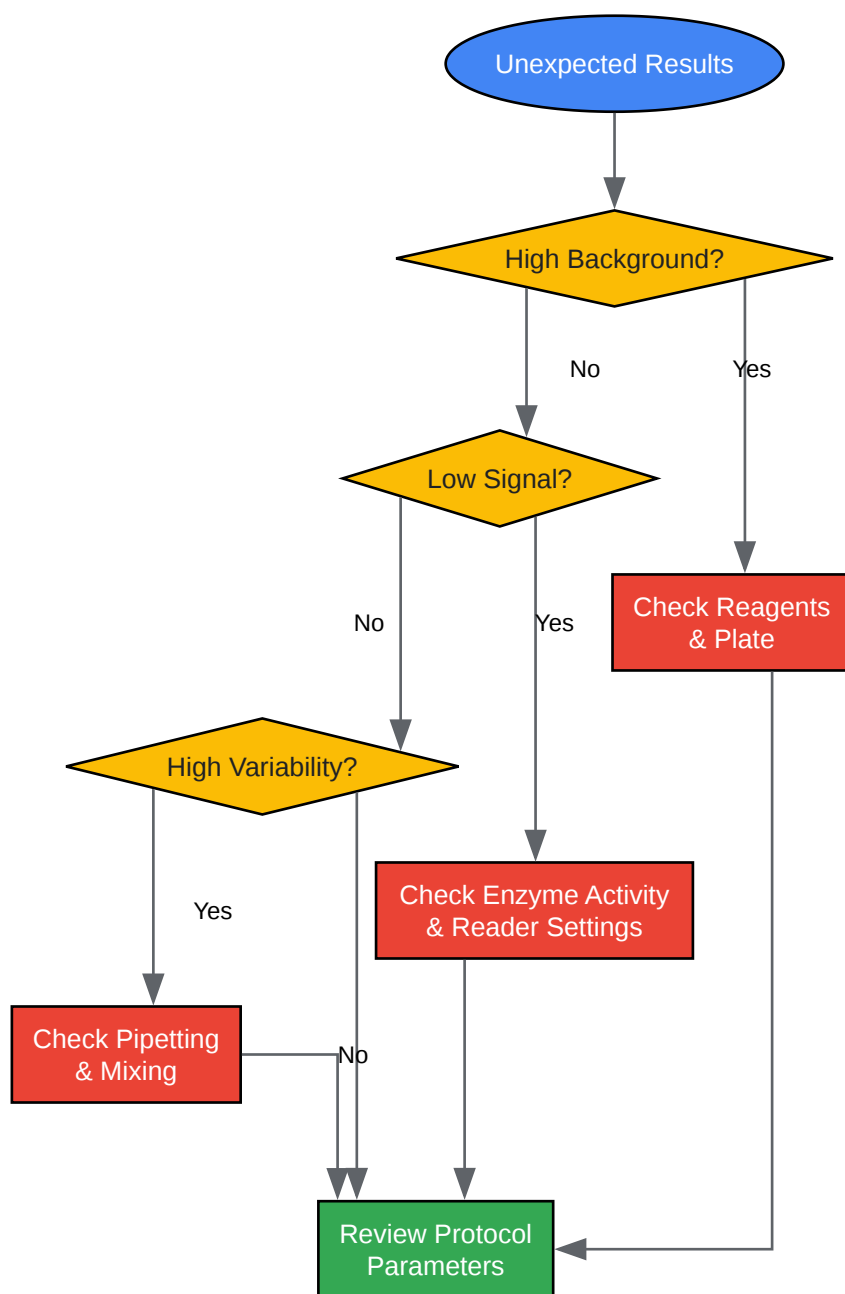 Unexpected Results
High Background?
No
Yes
Low Signal?
No
Yes
Check Reagents
& Plate
High Variability?
Yes
Check Enzyme Activity
& Reader Settings
Check Pipetting
& Mixing
No
Review Protocol
Parameters